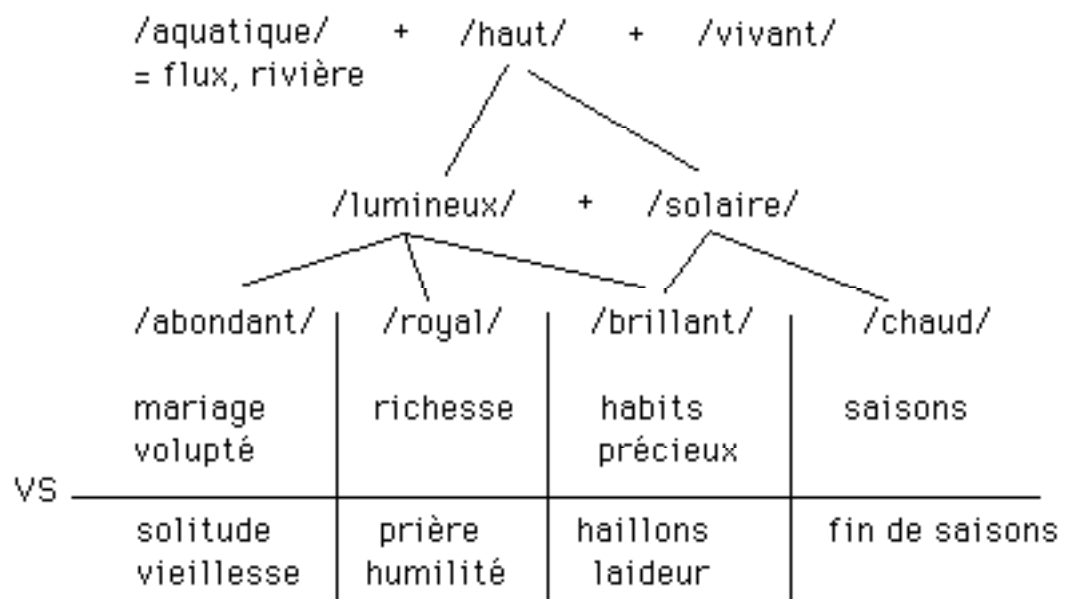 /aquatique/ + /haut/ + /vivant/
= flux, rivière
/lumineux/ + /solaire/
/abondant/ /royal/ /brillant/ /chaud/
mariage richesse habits saisons
volupté précieux
VS
solitude prière haillons fin de saisons
vieillesse humilité laideur